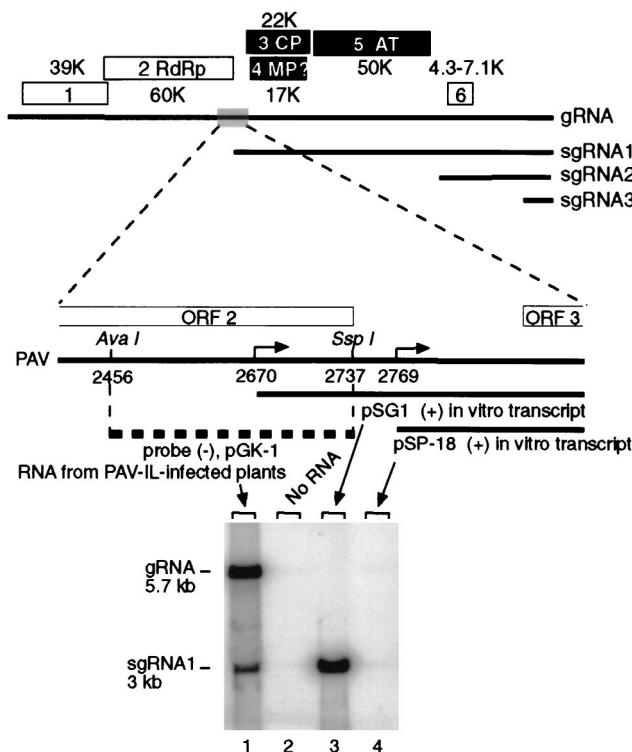 22K
3 CP
5 AT
39K
2 RdRp
4 MP?
50K
4.3-7.1K
1
60K
17K
6
gRNA
sgRNA1
sgRNA2
sgRNA3
ORF 2
ORF 3
Ava I
Ssp I
PAV
2456
2670
2737
2769
pSG1 (+) in vitro transcript
probe (-), pGK-1
pSP-18 (+) in vitro transcript
RNA from PAV-IL-infected plants
No RNA
gRNA
5.7 kb
sgRNA1
3 kb
1 2 3 4